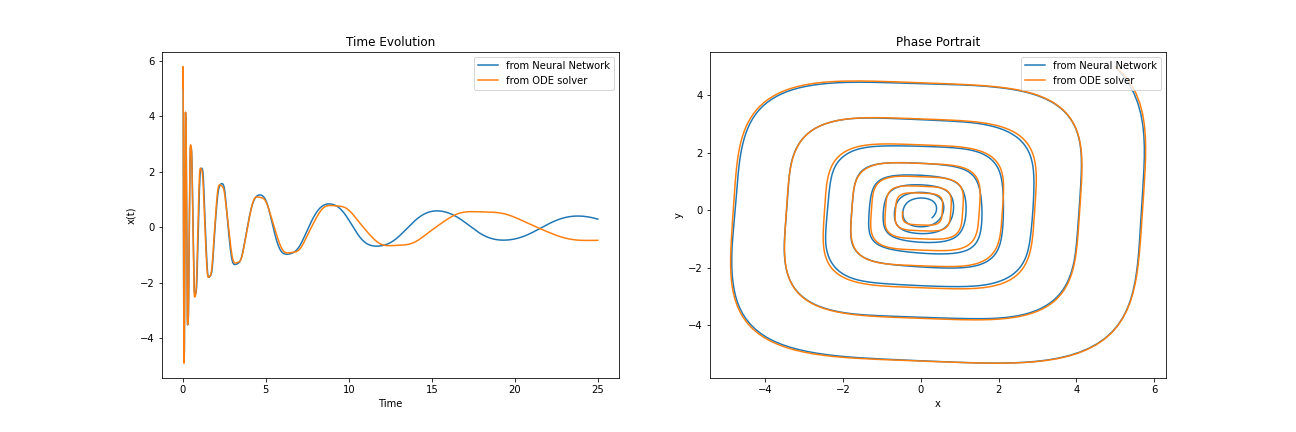 Time Evolution
from Neural Network
from ODE solver
x(t)
6
4
2
0
−2
−4
0
5
10
15
20
25
Time
Phase Portrait
from Neural Network
from ODE solver
y
4
2
0
−2
−4
−4
−2
0
2
4
6
x